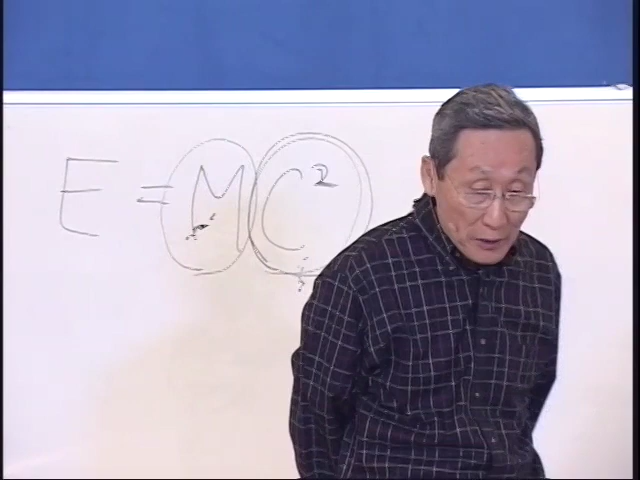 E = MC²